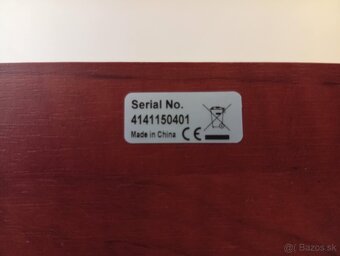 Serial No.
4141150401
Made in China CE
© Bazos.sk